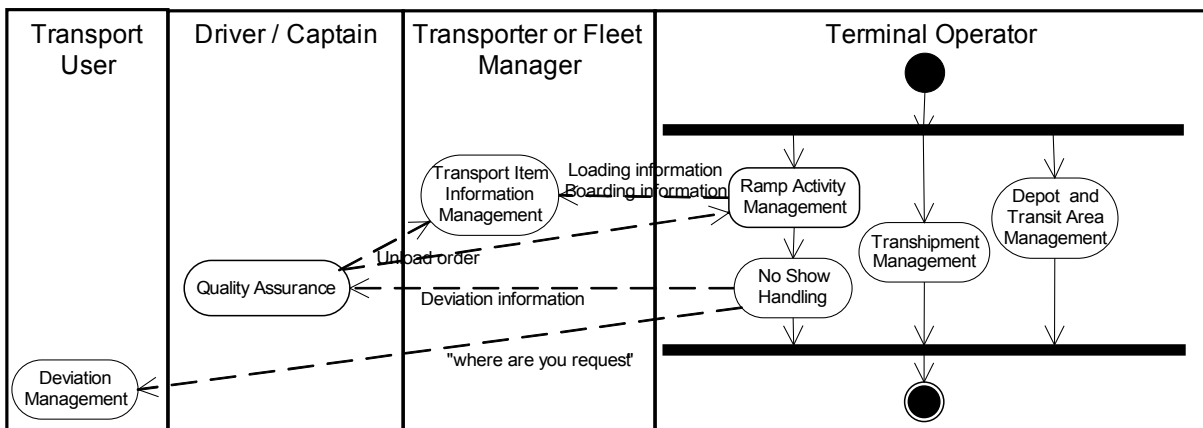 Transport
User
Driver / Captain
Transporter or Fleet
Manager
Terminal Operator
Transport Item
Information
Management
Loading information
Boarding information
Ramp Activity
Management
Depot and
Transit Area
Management
Transhipment
Management
Unload order
Quality Assurance
No Show
Handling
Deviation information
"where are you request"
Deviation
Management